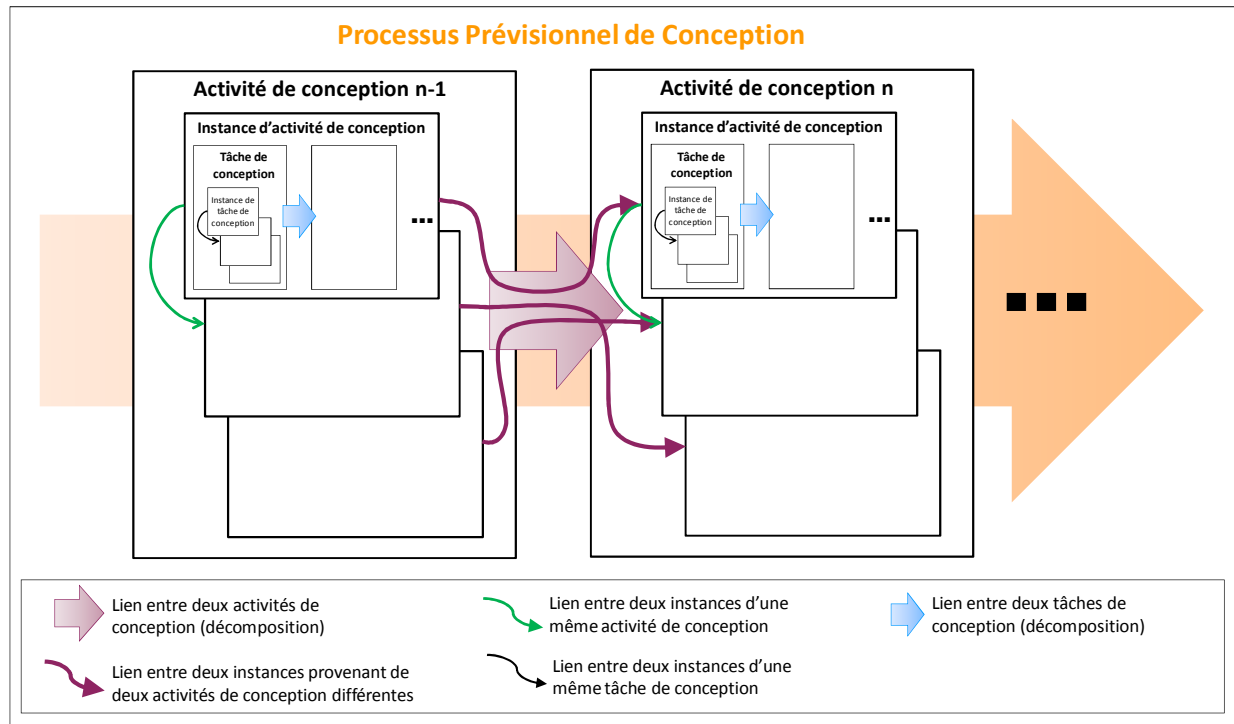 Processus Prévisionnel de Conception
Activité de conception n-1
Instance d'activité de conception
Tâche de
conception
Instance de
tâche de
conception
...
Activité de conception n
Instance d'activité de conception
Tâche de
conception
Instance de
tâche de
conception
...
...
Lien entre deux activités de
conception (décomposition)
Lien entre deux instances d'une
même activité de conception
Lien entre deux tâches de
conception (décomposition)
Lien entre deux instances provenant de
deux activités de conception différentes
Lien entre deux instances d'une
même tâche de conception